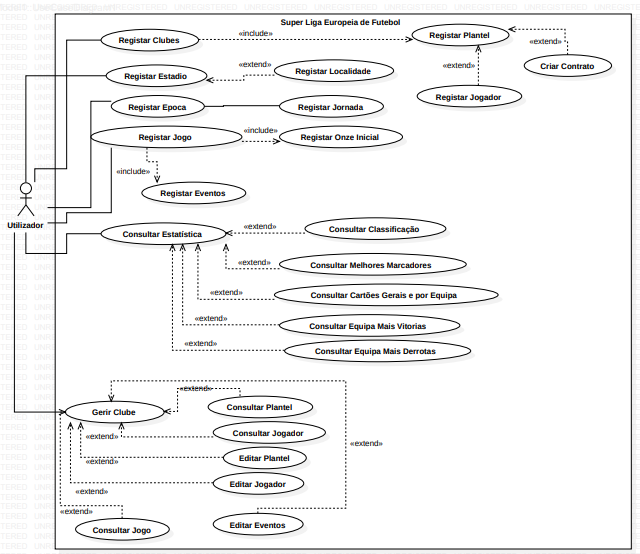 Super Liga Europeia de Futebol
Registar Clubes
«include»
Registar Plantel
«extend»
Criar Contrato
Registar Estadio
«extend»
Registar Localidade
«extend»
Registar Jogador
Registar Epoca
Registar Jornada
Registar Jogo
«include»
Registar Onze Inicial
«include»
Registar Eventos
Utilizador
Consultar Estatística
«extend»
Consultar Classificação
«extend»
Consultar Melhores Marcadores
«extend»
Consultar Cartões Gerais e por Equipa
«extend»
Consultar Equipa Mais Vitorias
«extend»
Consultar Equipa Mais Derrotas
«extend»
Gerir Clube
Consultar Plantel
«extend»
Consultar Jogador
«extend»
«extend»
Editar Plantel
«extend»
Editar Jogador
«extend»
Consultar Jogo
Editar Eventos